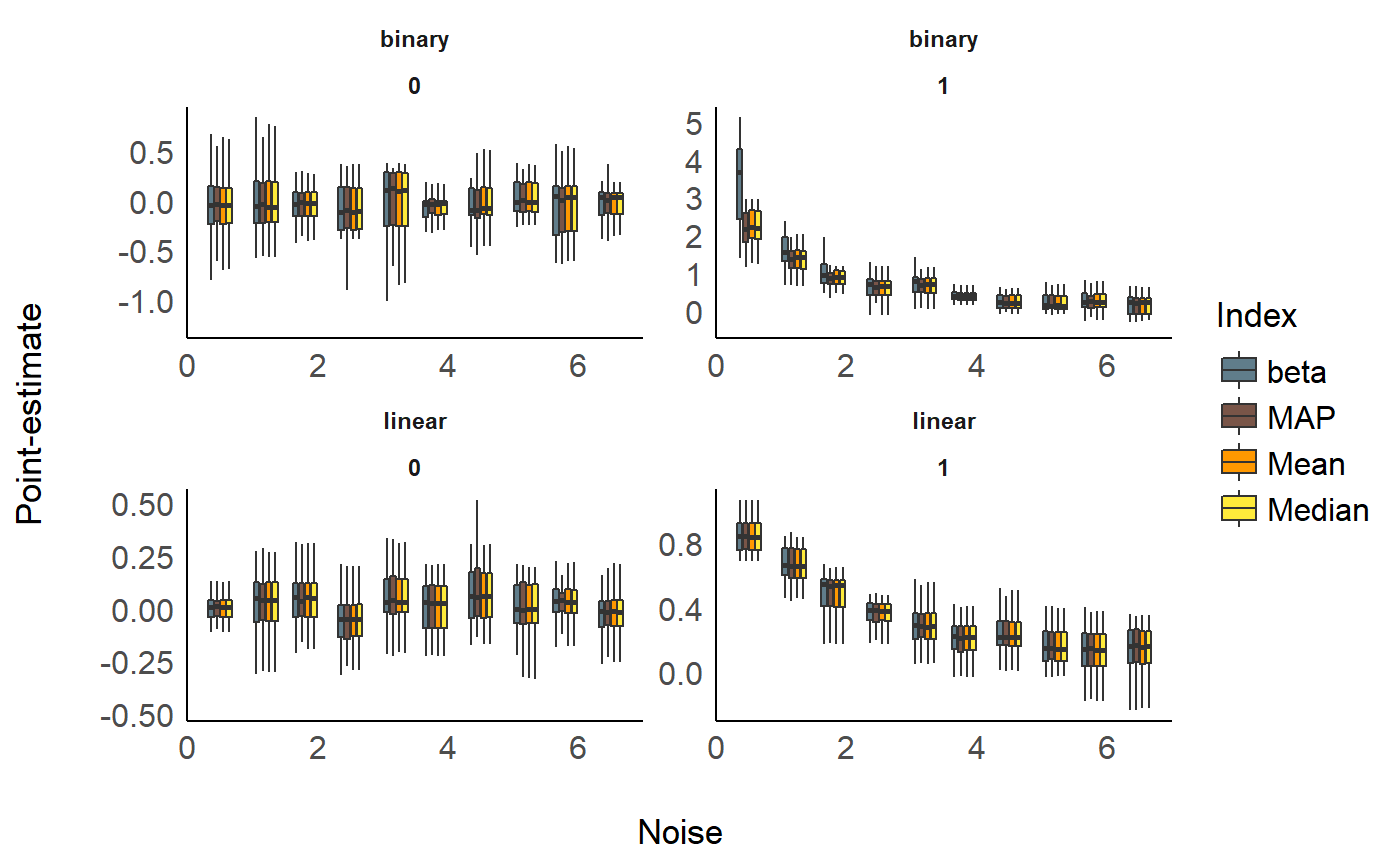 binary
0
0.5
0.0
-0.5
-1.0
0 2 4 6
binary
1
5
4
3
2
1
0
0 2 4 6
linear
0
0.50
0.25
0.00
-0.25
-0.50
0 2 4 6
linear
1
0.8
0.4
0.0
0 2 4 6
Point-estimate
Noise
Index
beta
MAP
Mean
Median